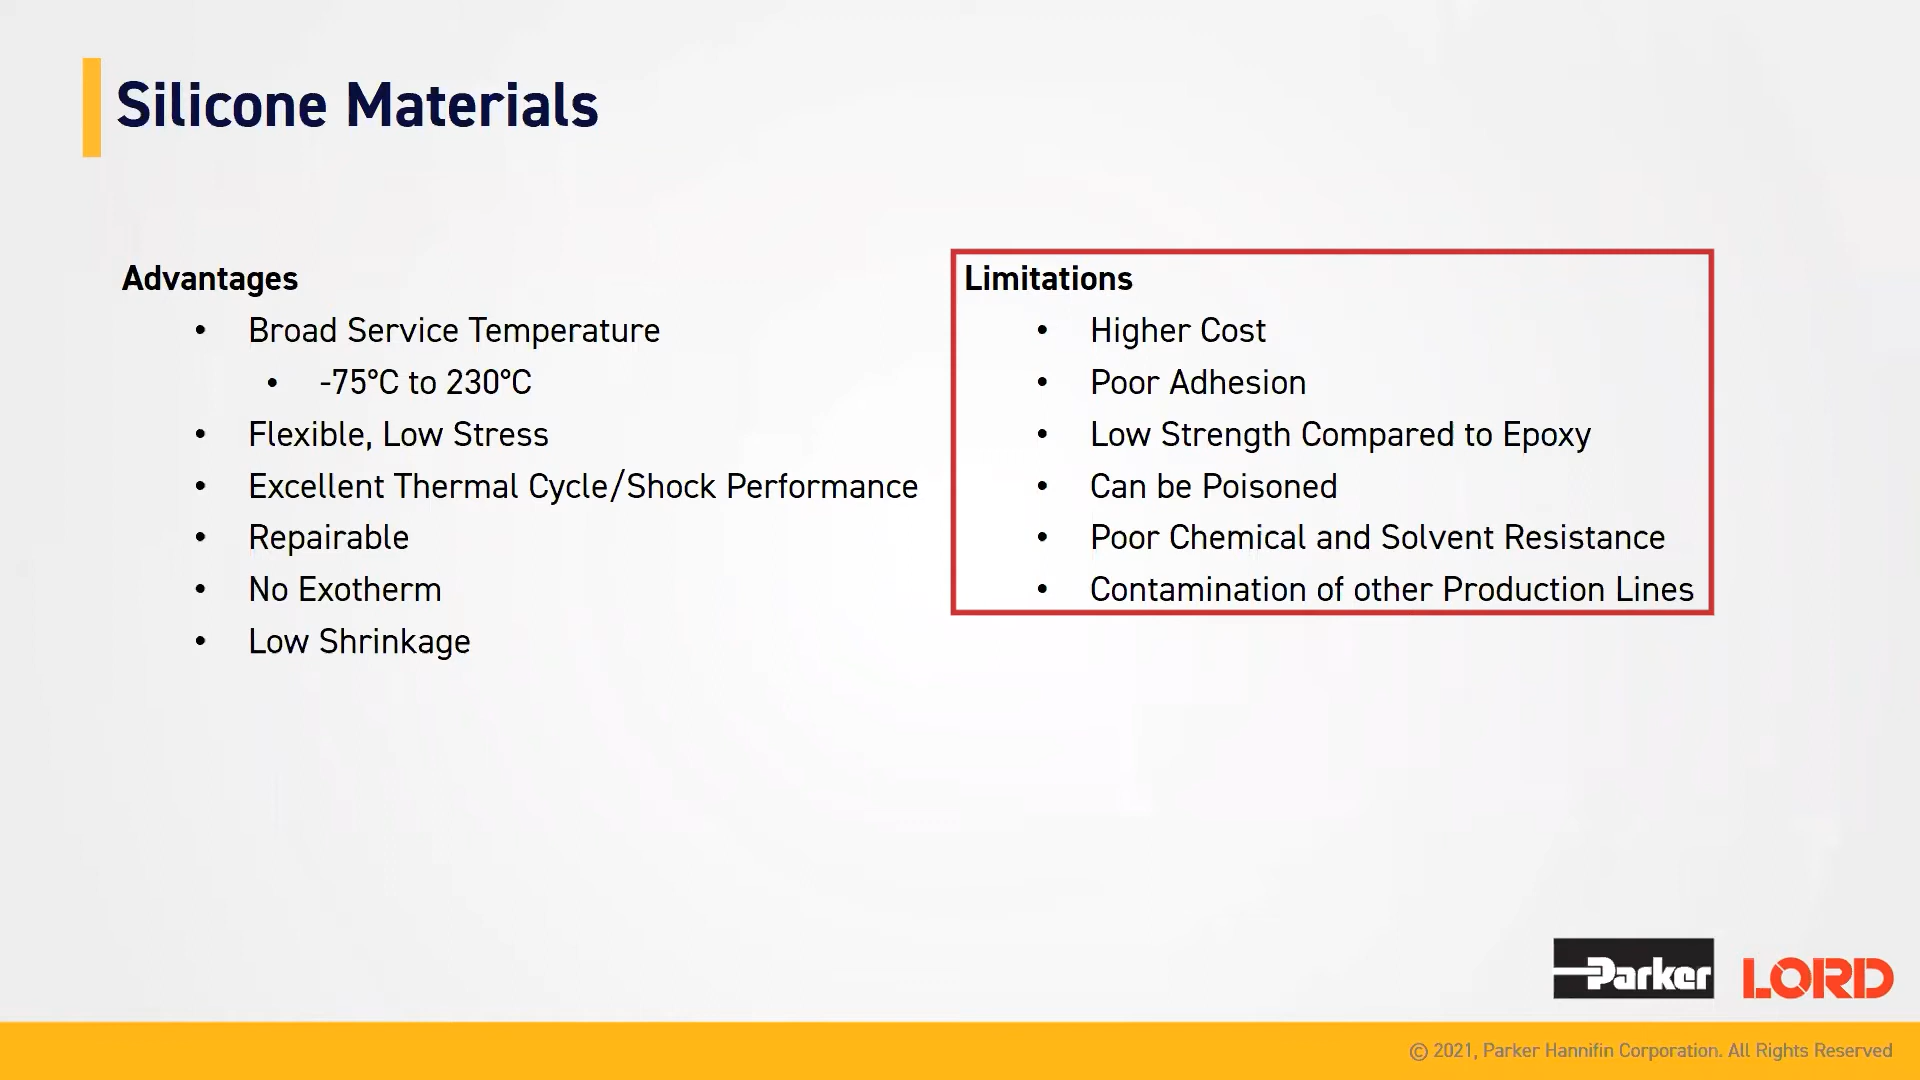 Silicone Materials
Advantages
• Broad Service Temperature
• -75°C to 230°C
• Flexible, Low Stress
• Excellent Thermal Cycle/Shock Performance
• Repairable
• No Exotherm
• Low Shrinkage
Limitations
• Higher Cost
• Poor Adhesion
• Low Strength Compared to Epoxy
• Can be Poisoned
• Poor Chemical and Solvent Resistance
• Contamination of other Production Lines
Parker LORD
© 2021, Parker Hannifin Corporation. All Rights Reserved